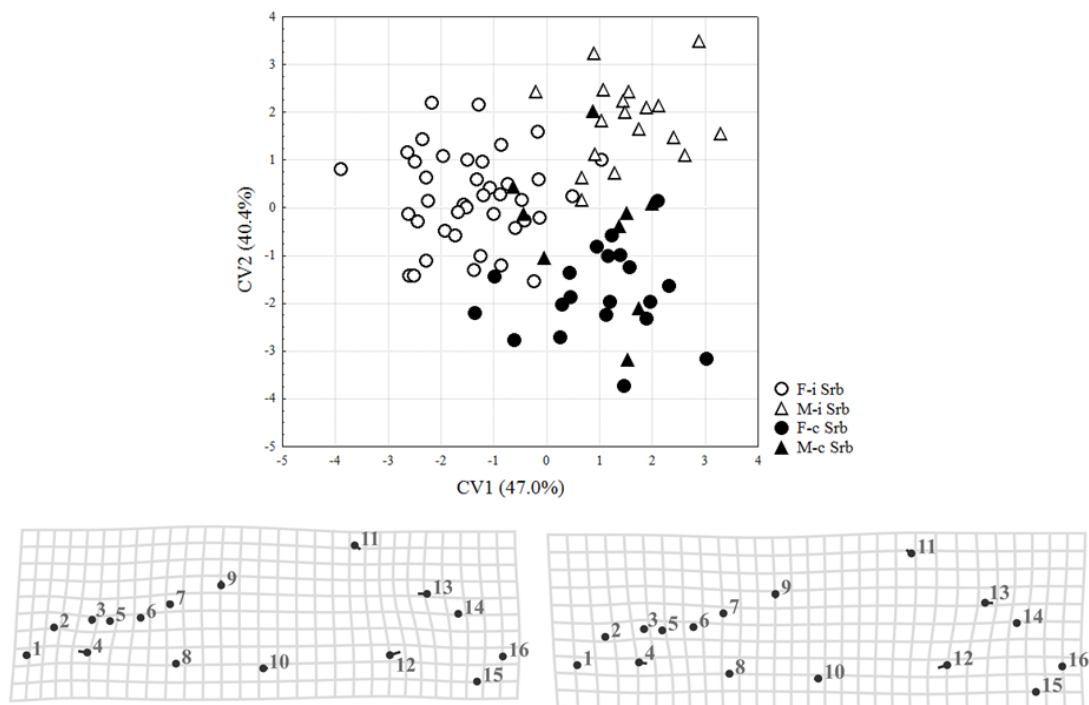 4
3
2
1
0
-1
-2
-3
-4
-5
CV2 (40.4%)
-5 -4 -3 -2 -1 0 1 2 3 4
CV1 (47.0%)
F-i Srb
M-i Srb
F-c Srb
M-c Srb
1 2 3 4 5 6 7 8 9 10 11 12 13 14 15 16
1 2 3 4 5 6 7 8 9 10 11 12 13 14 15 16